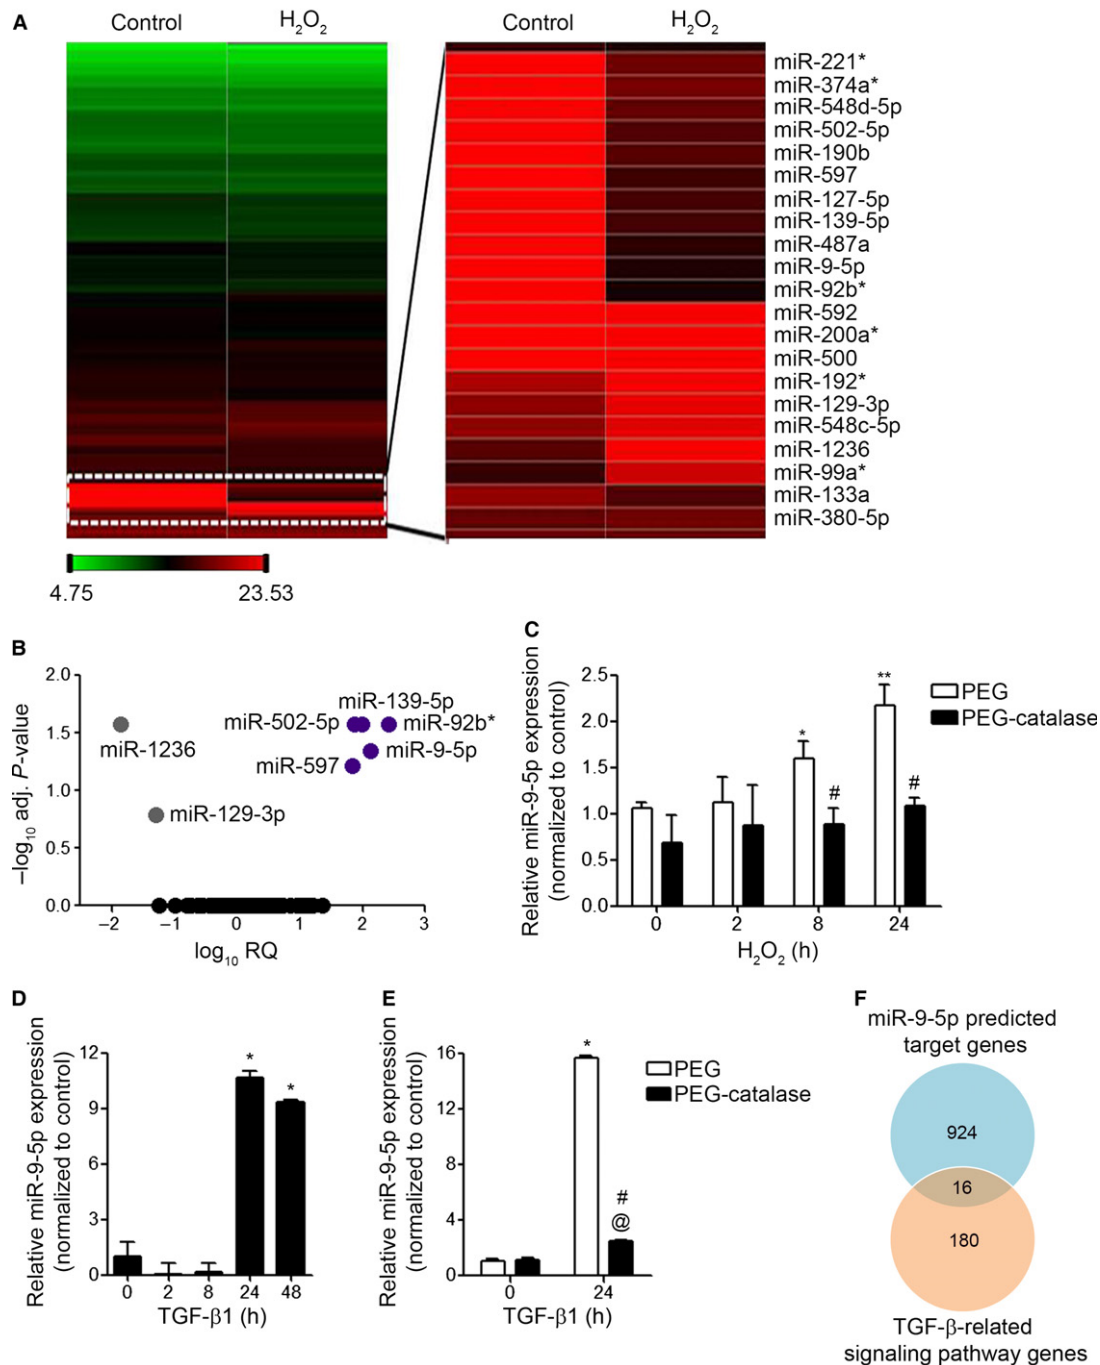 A
Control
H₂O₂
Control
H₂O₂
miR-221*
miR-374a*
miR-548d-5p
miR-502-5p
miR-190b
miR-597
miR-127-5p
miR-139-5p
miR-487a
miR-9-5p
miR-92b*
miR-592
miR-200a*
miR-500
miR-192*
miR-129-3p
miR-548c-5p
miR-1236
miR-99a*
miR-133a
miR-380-5p
4.75
23.53
B
–log₁₀ adj. P-value
2.0
1.5
1.0
0.5
0.0
miR-139-5p
miR-502-5p
miR-92b*
miR-1236
miR-9-5p
miR-597
miR-129-3p
–2
–1
0
1
2
3
log₁₀ RQ
C
Relative miR-9-5p expression
(normalized to control)
2.5
2.0
1.5
1.0
0.5
0.0
*
#
**
#
PEG
PEG-catalase
0
2
8
24
H₂O₂ (h)
D
Relative miR-9-5p expression
(normalized to control)
12
9
6
3
0
*
*
0
2
8
24
48
TGF-β1 (h)
E
Relative miR-9-5p expression
(normalized to control)
16
12
8
4
0
*
#
@
PEG
PEG-catalase
0
24
TGF-β1 (h)
F
miR-9-5p predicted
target genes
924
16
180
TGF-β-related
signaling pathway genes